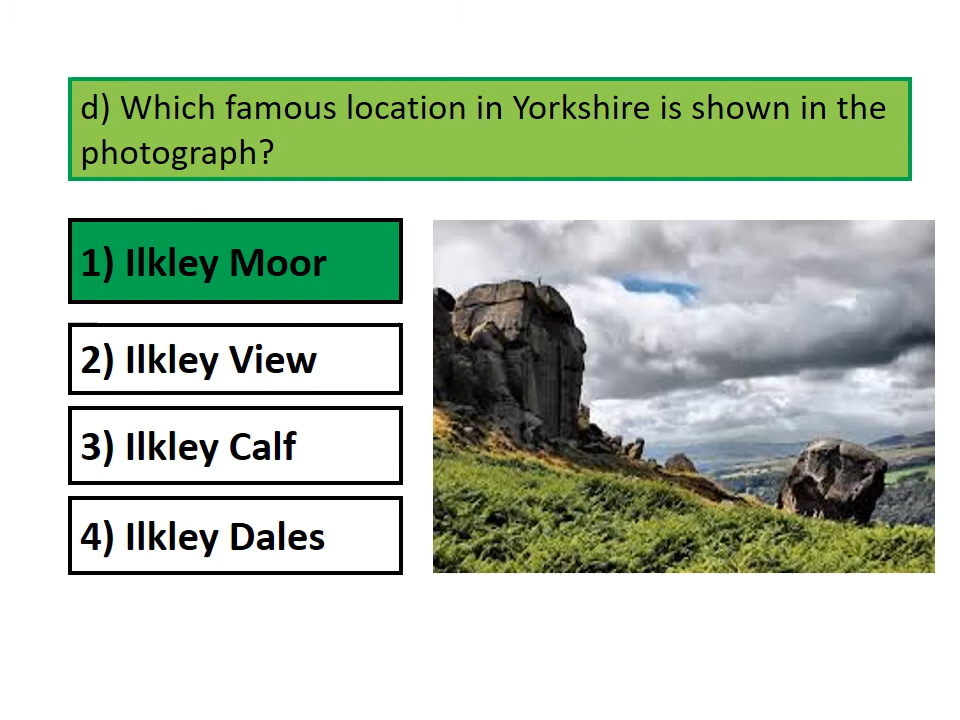 d) Which famous location in Yorkshire is shown in the
photograph?
1) Ilkley Moor
2) Ilkley View
3) Ilkley Calf
4) Ilkley Dales